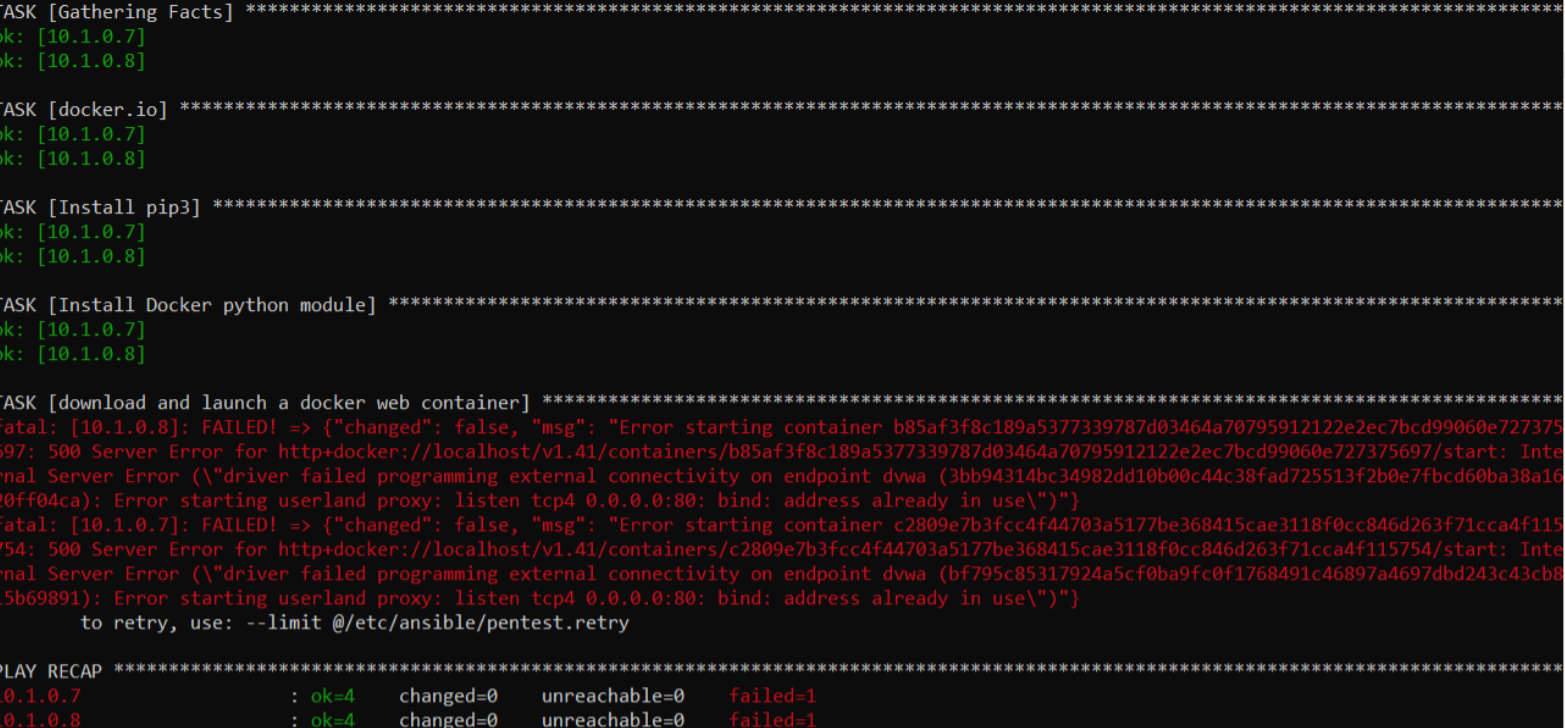 TASK [Gathering Facts] ************************************************************************************************************************
ok: [10.1.0.7]
ok: [10.1.0.8]
TASK [docker.io] ******************************************************************************************************************************
ok: [10.1.0.7]
ok: [10.1.0.8]
TASK [Install pip3] ***************************************************************************************************************************
ok: [10.1.0.7]
ok: [10.1.0.8]
TASK [Install Docker python module] ***********************************************************************************************************
ok: [10.1.0.7]
ok: [10.1.0.8]
TASK [download and launch a docker web container] *********************************************************************************************
fatal: [10.1.0.8]: FAILED! => {"changed": false, "msg": "Error starting container b85af3f8c189a5377339787d03464a70795912122e2ec7bcd99060e727375
697: 500 Server Error for http+docker://localhost/v1.41/containers/b85af3f8c189a5377339787d03464a70795912122e2ec7bcd99060e727375697/start: Inte
rnal Server Error (\"driver failed programming external connectivity on endpoint dvwa (3bb94314bc34982dd10b00c44c38fad725513f2b0e7fbcd60ba38a16
20ff04ca): Error starting userland proxy: listen tcp4 0.0.0.0:80: bind: address already in use\")"}
fatal: [10.1.0.7]: FAILED! => {"changed": false, "msg": "Error starting container c2809e7b3fcc4f44703a5177be368415cae3118f0cc846d263f71cca4f115
754: 500 Server Error for http+docker://localhost/v1.41/containers/c2809e7b3fcc4f44703a5177be368415cae3118f0cc846d263f71cca4f115754/start: Inte
rnal Server Error (\"driver failed programming external connectivity on endpoint dvwa (bf795c85317924a5cf0ba9fc0f1768491c46897a4697dbd243c43cb8
15b69891): Error starting userland proxy: listen tcp4 0.0.0.0:80: bind: address already in use\")"}
to retry, use: --limit @/etc/ansible/pentest.retry
PLAY RECAP ************************************************************************************************************************************
10.1.0.7 : ok=4 changed=0 unreachable=0 failed=1
10.1.0.8 : ok=4 changed=0 unreachable=0 failed=1